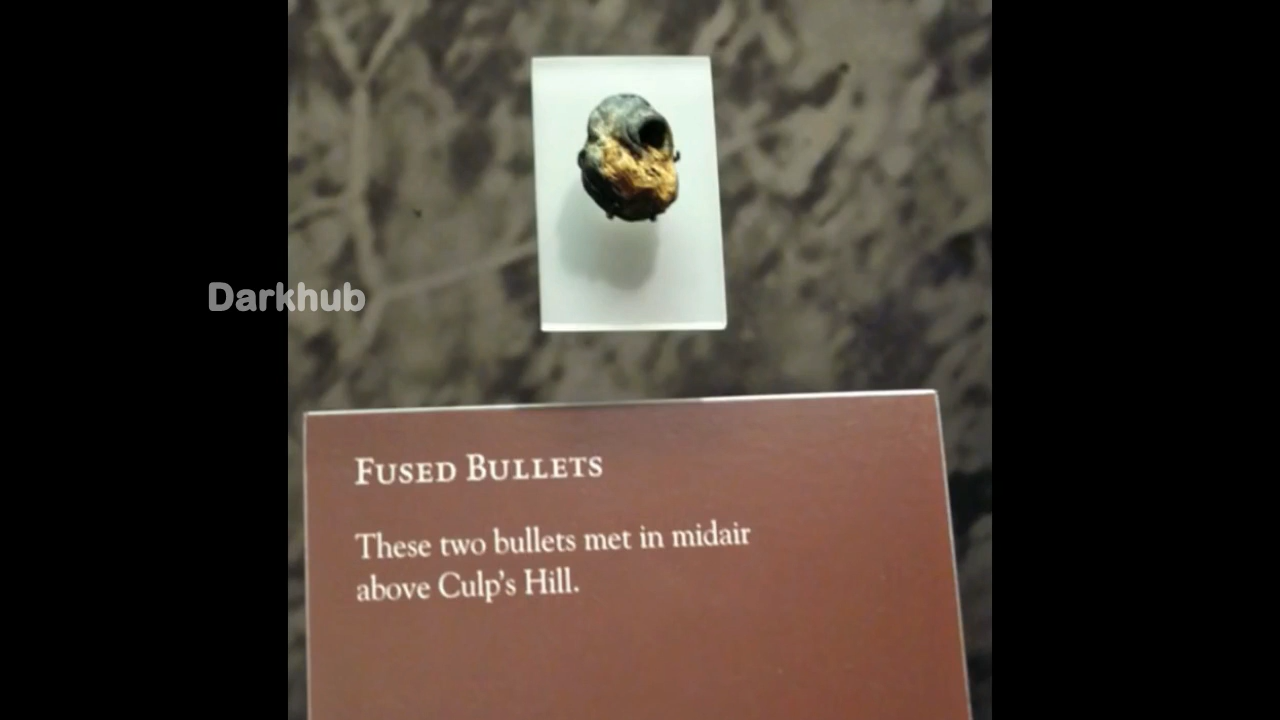 Darkhub
Fused Bullets
These two bullets met in midair
above Culp's Hill.